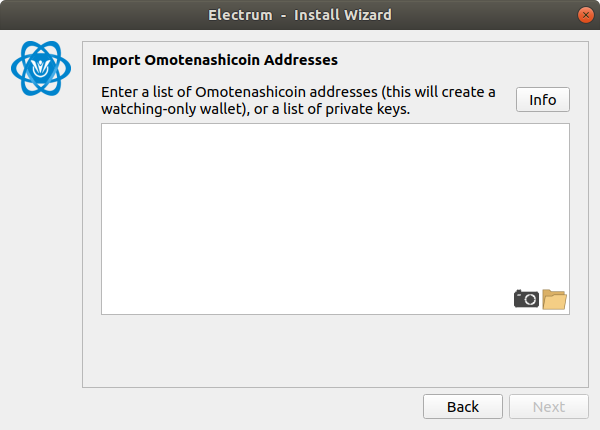 Electrum - Install Wizard
Import Omotenashicoin Addresses
Enter a list of Omotenashicoin addresses (this will create a
watching-only wallet), or a list of private keys.
Info
Back
Next